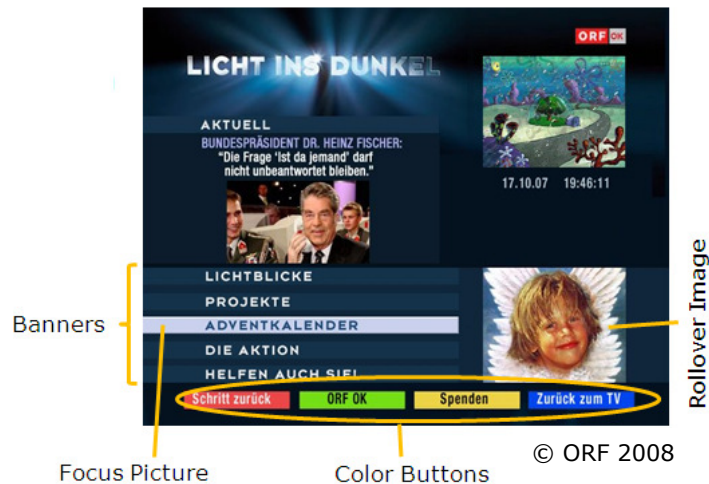 ORF OK
LICHT INS DUNKEL
AKTUELL
BUNDESPRÄSIDENT DR. HEINZ FISCHER:
"Die Frage 'Ist da jemand' darf
nicht unbeantwortet bleiben."
17.10.07 19:46:11
LICHTBLICKE
PROJEKTE
ADVENTKALENDER
DIE AKTION
HELFEN AUCH SIE!
Schritt zurück ORF OK Spenden Zurück zum TV
Banners
Rollover Image
Focus Picture
Color Buttons
© ORF 2008